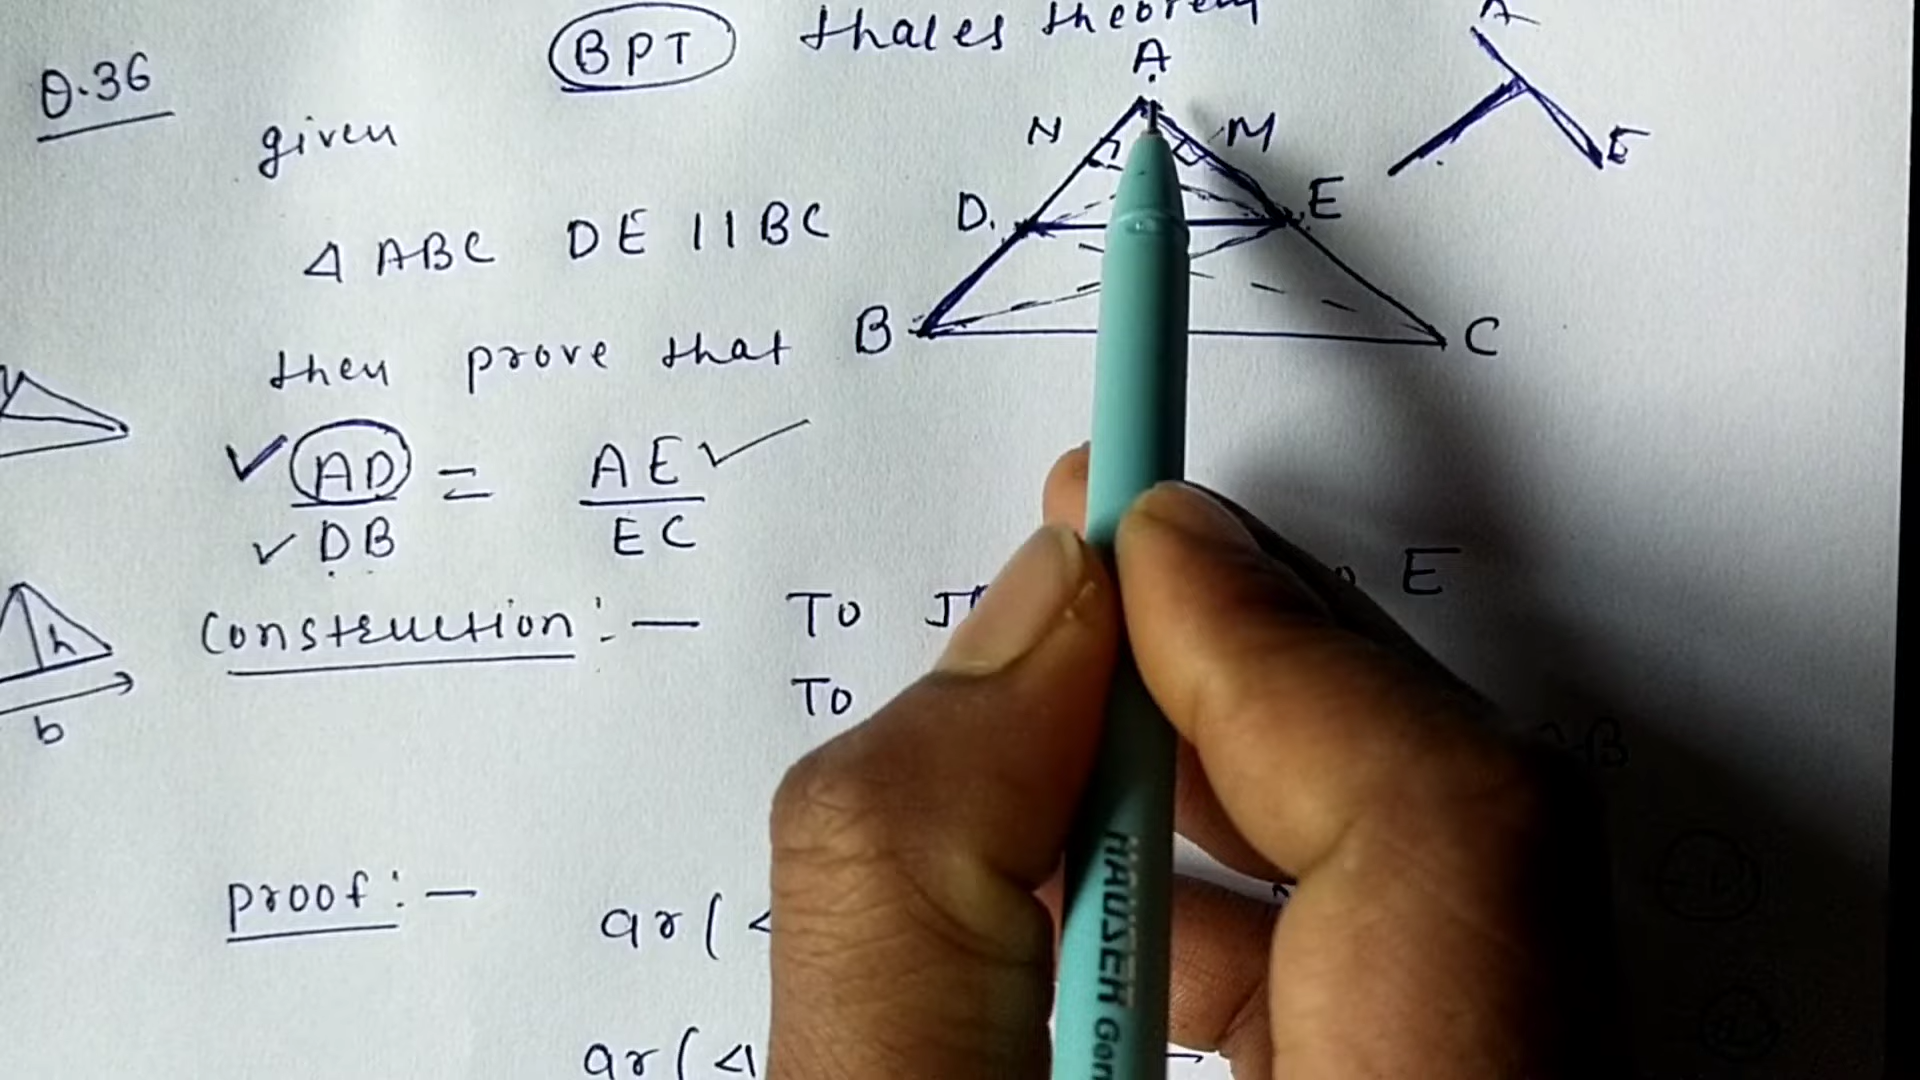 BPT thales theorem
Q.36
given
A
N
M
E
△ ABC DE || BC
D.
E
B
C
then prove that
AD = AE
DB EC
Construction :— To E
To B
b
h
proof :— ar(
ar(
HAUSER